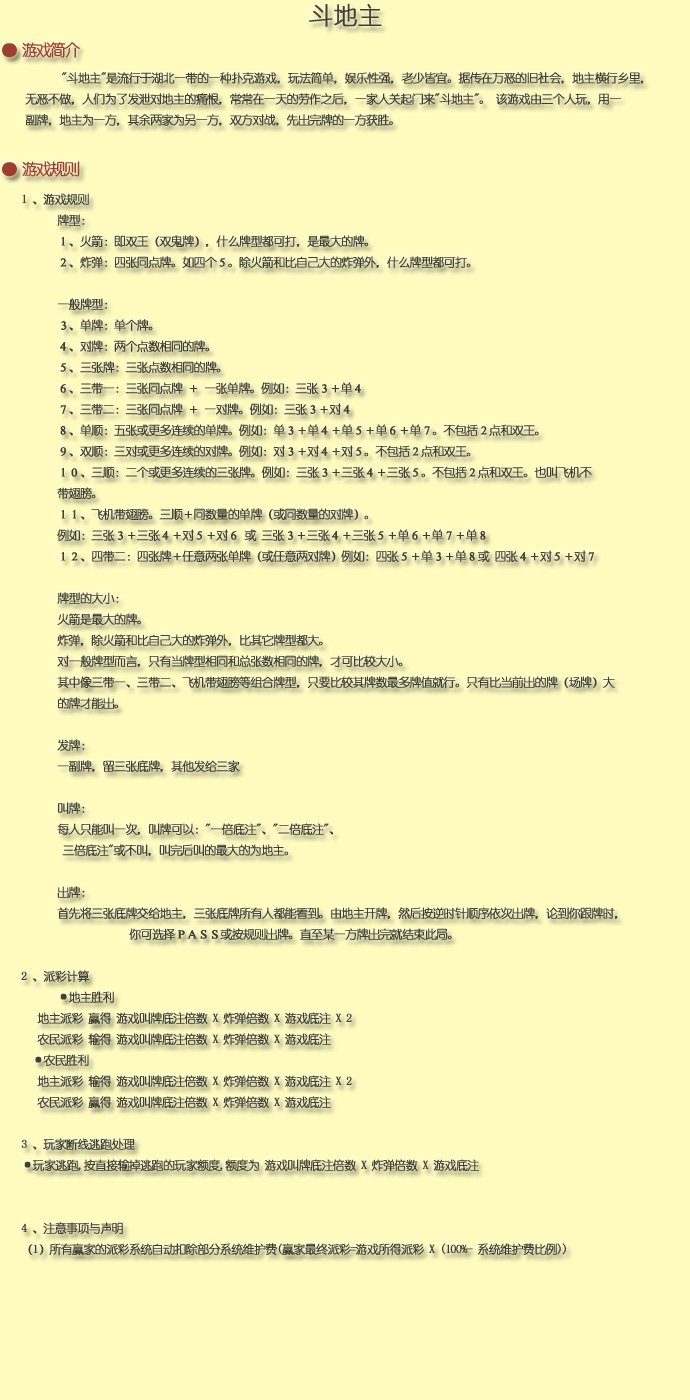 斗地主
游戏简介
"斗地主"是流行于湖北一带的一种扑克游戏，玩法简单，娱乐性强，老少皆宜。据传在万恶的旧社会，地主横行乡里，
无恶不做，人们为了发泄对地主的痛恨，常常在一天的劳作之后，一家人关起门来"斗地主"。 该游戏由三个人玩，用一
副牌，地主为一方，其余两家为另一方，双方对战，先出完牌的一方获胜。
游戏规则
1 、游戏规则
牌型：
1、火箭：即双王（双鬼牌），什么牌型都可打，是最大的牌。
2、炸弹：四张同点牌。如四个5。除火箭和比自己大的炸弹外，什么牌型都可打。
一般牌型：
3、单牌：单个牌。
4、对牌：两个点数相同的牌。
5、三张牌：三张点数相同的牌。
6、三带一：三张同点牌 ＋ 一张单牌。例如：三张3＋单4
7、三带二：三张同点牌 ＋ 一对牌。例如：三张3＋对4
8、单顺：五张或更多连续的单牌。例如：单3＋单4＋单5＋单6＋单7。不包括2点和双王。
9、双顺：三对或更多连续的对牌。例如：对3＋对4＋对5。不包括2点和双王。
10、三顺：二个或更多连续的三张牌。例如：三张3＋三张4＋三张5。不包括2点和双王。也叫飞机不
带翅膀。
11、飞机带翅膀。三顺＋同数量的单牌（或同数量的对牌）。
例如：三张3＋三张4＋对5＋对6 或 三张3＋三张4＋三张5＋单6＋单7＋单8
12、四带二：四张牌＋任意两张单牌（或任意两对牌）例如：四张5＋单3＋单8或 四张4＋对5＋对7
牌型的大小：
火箭是最大的牌。
炸弹，除火箭和比自己大的炸弹外，比其它牌型都大。
对一般牌型而言，只有当牌型相同和总张数相同的牌，才可比较大小。
其中像三带一、三带二、飞机带翅膀等组合牌型，只要比较其牌数最多牌值就行。只有比当前出的牌（场牌）大
的牌才能出。
发牌：
一副牌，留三张底牌，其他发给三家
叫牌：
每人只能叫一次，叫牌可以："一倍底注"、"二倍底注"、
三倍底注"或不叫，叫完后叫的最大的为地主。
出牌：
首先将三张底牌交给地主，三张底牌所有人都能看到。由地主开牌，然后按逆时针顺序依次出牌，论到你跟牌时，
你可选择ＰＡＳＳ或按规则出牌。直至某一方牌出完就结束此局。
2 、派彩计算
●地主胜利
地主派彩 赢得 游戏叫牌底注倍数 X 炸弹倍数 X 游戏底注 X 2
农民派彩 输得 游戏叫牌底注倍数 X 炸弹倍数 X 游戏底注
●农民胜利
地主派彩 输得 游戏叫牌底注倍数 X 炸弹倍数 X 游戏底注 X 2
农民派彩 赢得 游戏叫牌底注倍数 X 炸弹倍数 X 游戏底注
3 、玩家断线逃跑处理
●玩家逃跑,按直接输掉逃跑的玩家额度,额度为 游戏叫牌底注倍数 X 炸弹倍数 X 游戏底注
4 、注意事项与声明
(1) 所有赢家的派彩系统自动扣除部分系统维护费(赢家最终派彩=游戏所得派彩 X (100%- 系统维护费比例))